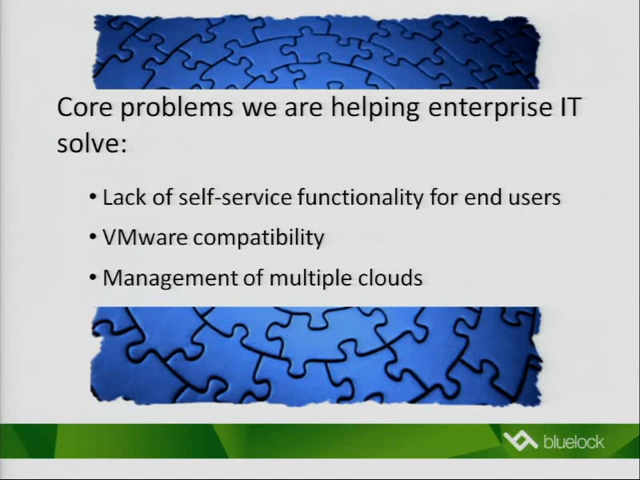 Core problems we are helping enterprise IT
solve:
• Lack of self-service functionality for end users
• VMware compatibility
• Management of multiple clouds
bluelock